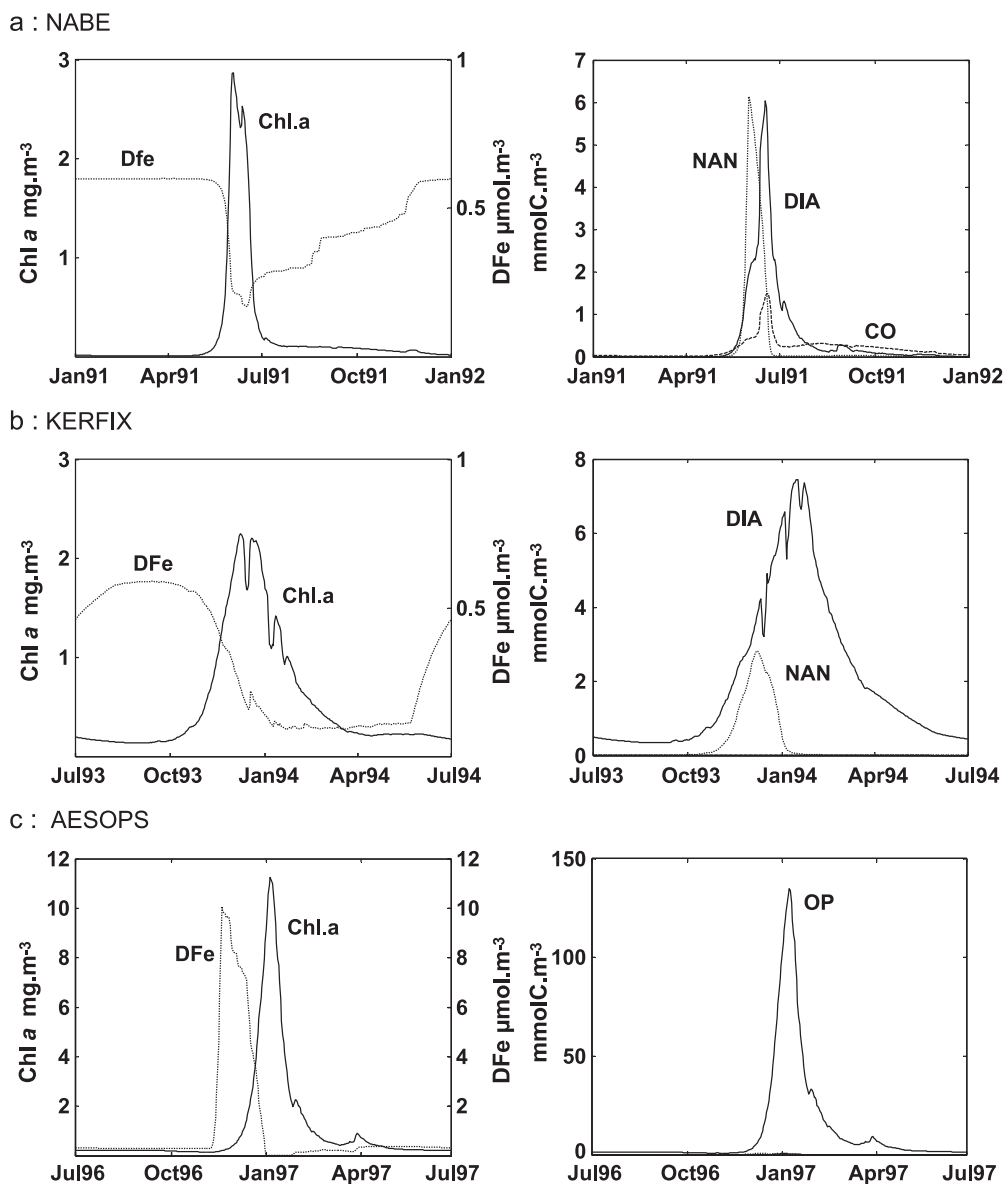 a : NABE
3
2
1
Chl a mg.m-3
Dfe
Chl.a
1
0.5
DFe µmol.m-3
Jan91 Apr91 Jul91 Oct91 Jan92
7
6
5
4
3
2
1
0
mmolC.m-3
NAN
DIA
CO
Jan91 Apr91 Jul91 Oct91 Jan92
b : KERFIX
3
2
1
Chl a mg.m-3
DFe
Chl.a
1
0.5
DFe µmol.m-3
Jul93 Oct93 Jan94 Apr94 Jul94
8
6
4
2
0
mmolC.m-3
DIA
NAN
Jul93 Oct93 Jan94 Apr94 Jul94
c : AESOPS
12
10
8
6
4
2
Chl a mg.m-3
DFe
Chl.a
12
10
8
6
4
2
DFe µmol.m-3
Jul96 Oct96 Jan97 Apr97 Jul97
150
100
50
0
mmolC.m-3
OP
Jul96 Oct96 Jan97 Apr97 Jul97